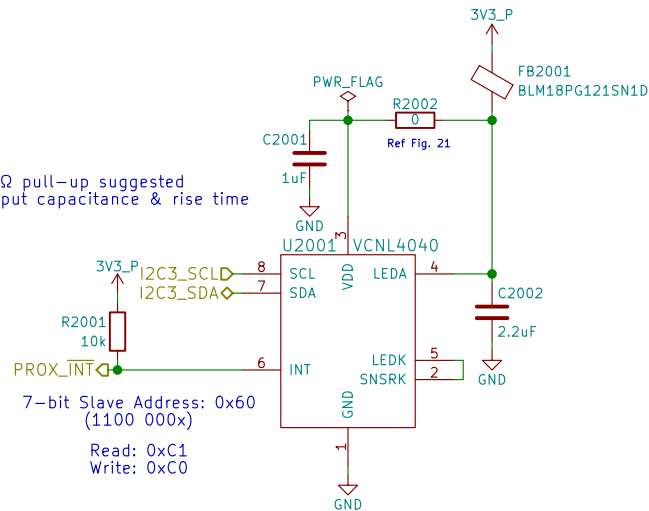 3V3_P
FB2001
BLM18PG121SN1D
PWR_FLAG
R2002
0
Ref Fig. 21
C2001
1uF
GND
Ω pull-up suggested
put capacitance & rise time
U2001 VCNL4040
3
VDD
I2C3_SCL 8 SCL
I2C3_SDA 7 SDA
LEDA 4
C2002
2.2uF
GND
3V3_P
R2001
10k
PROX_INT 6 INT
LEDK 5
SNSRK 2
GND
1
GND
7-bit Slave Address: 0x60
(1100 000x)
Read: 0xC1
Write: 0xC0